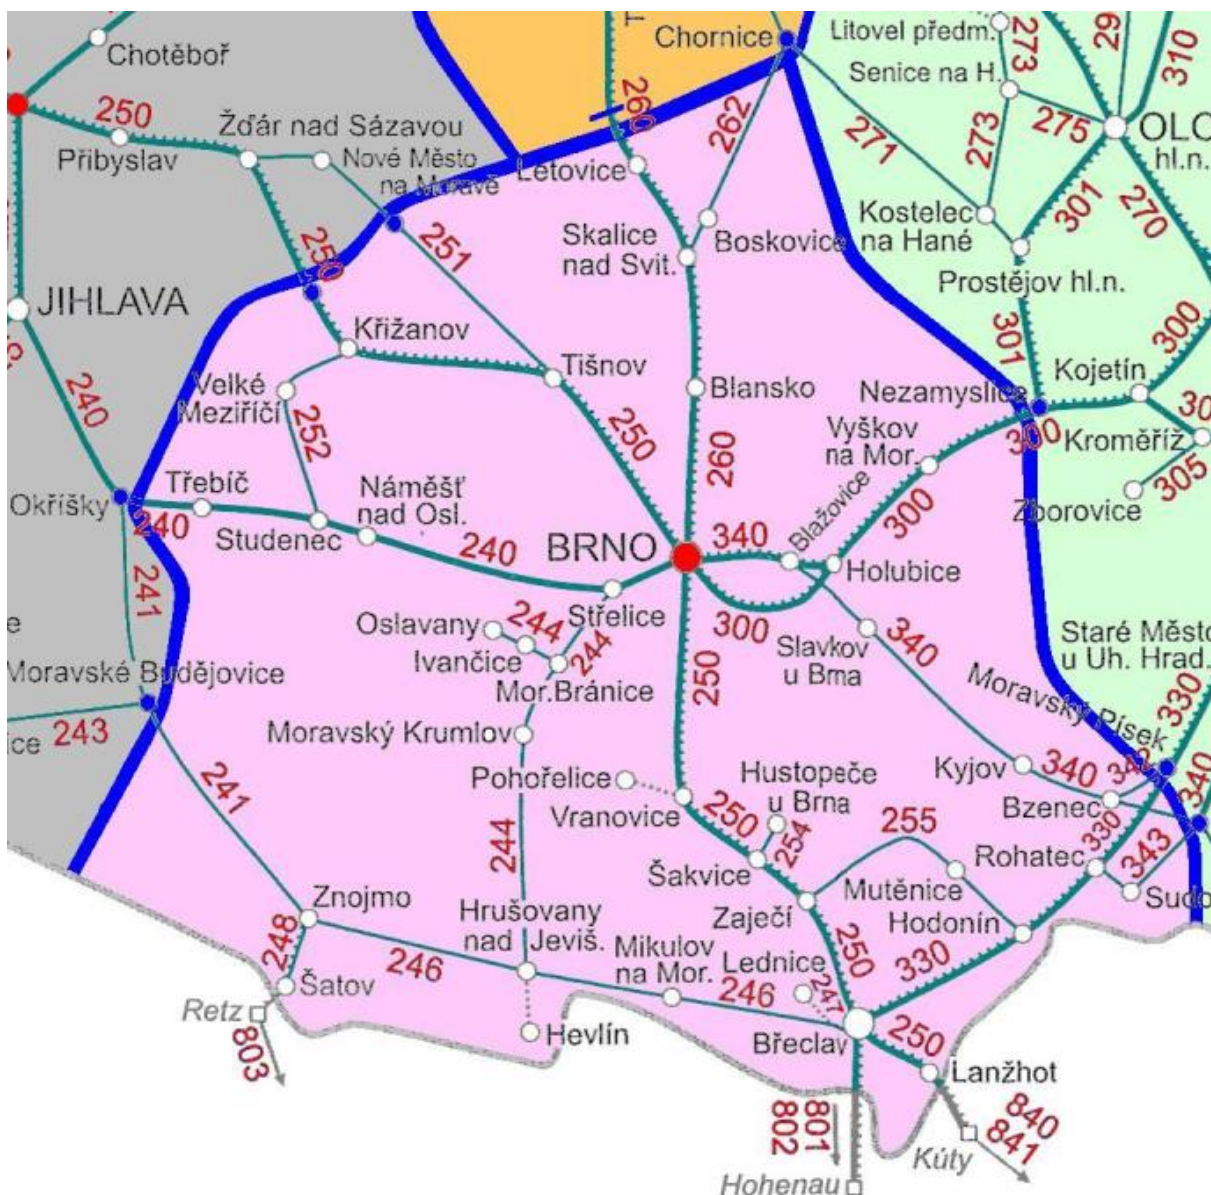 Chotěboř
250
Přibyslav
Žďár nad Sázavou
Nové Město
na Moravě
251
250
JIHLAVA
240
Křižanov
Velké
Meziříčí
252
Tišnov
250
260
Letovice
Skalice
nad Svit.
Boskovice
262
Chornice
271
Litovel předm.
273
Senice na H.
273
275
310
OLO
hl.n.
301
270
Kostelec
na Hané
Prostějov hl.n.
301
300
Kojetín
Nezamyslice
300
Kroměříž
305
Zborovice
Blansko
260
Vyškov
na Mor.
300
Okříšky
Třebíč
240
Studenec
Náměšť
nad Osl.
240
BRNO
340
Blažovice
Holubice
300
Střelice
241
Oslavany
244
Ivančice
244
Mor.Bránice
250
Slavkov
u Brna
340
Staré Město
u Uh. Hrad.
330
Moravský Písek
Moravské Budějovice
243
241
Moravský Krumlov
Pohořelice
Vranovice
Hustopeče
u Brna
250
254
Šakvice
255
Kyjov
340
342
Bzenec
340
330
Rohatec
343
Sudo
Mutěnice
Hodonín
Zaječí
250
330
244
Znojmo
248
Šatov
246
Hrušovany
nad Jeviš.
Mikulov
na Mor.
246
Lednice
247
Břeclav
250
Lanžhot
Retz
803
Hevlín
801
802
Hohenau
840
841
Kúty